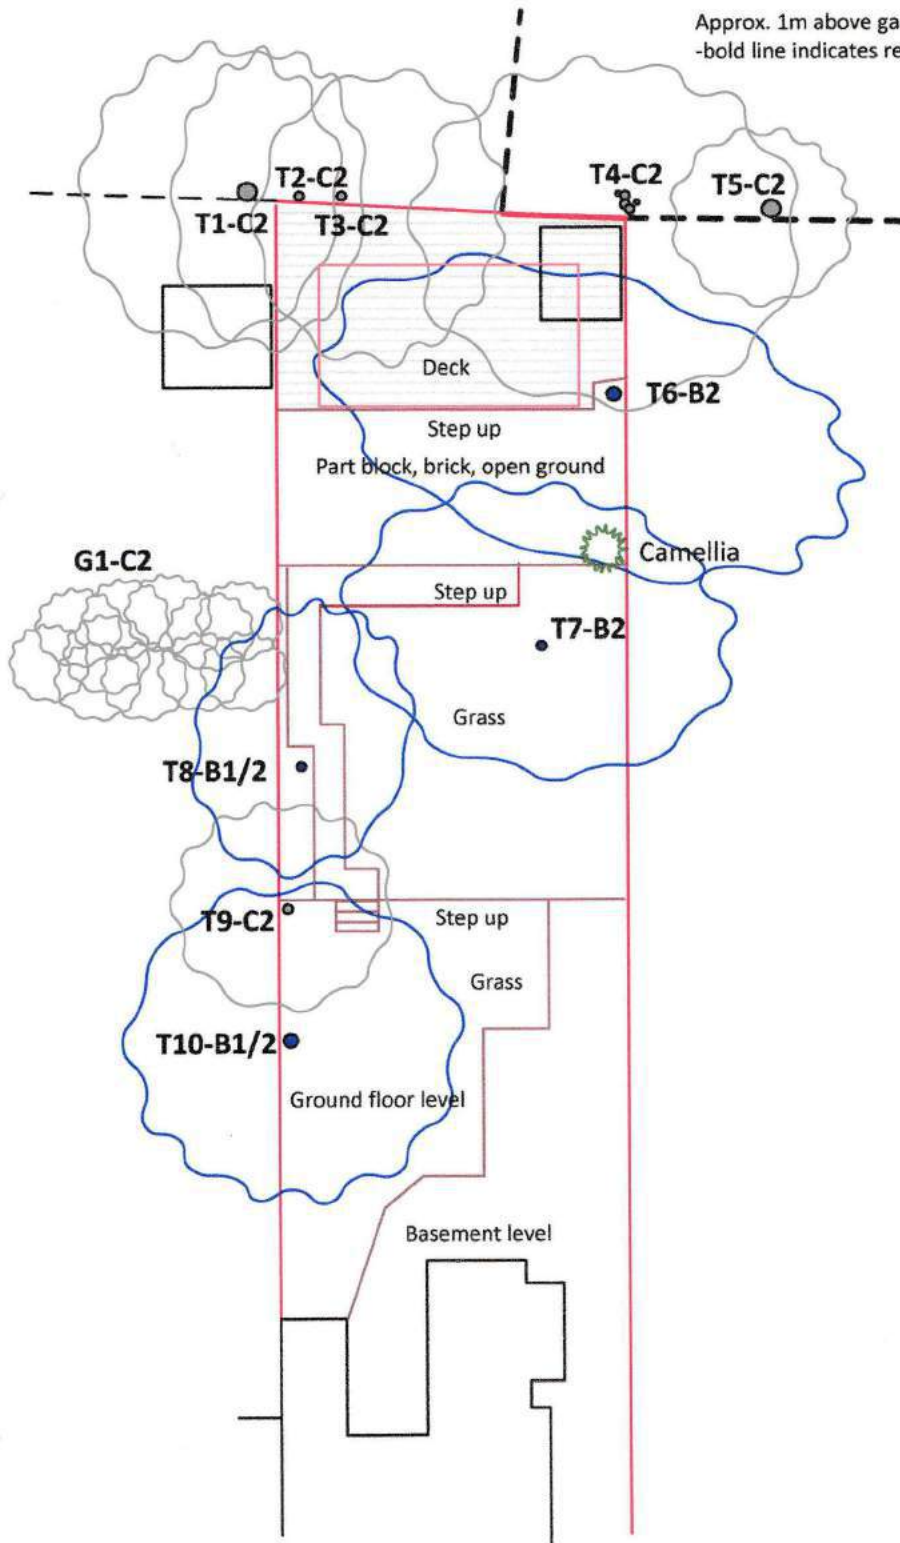 Approx. 1m above ga
-bold line indicates re
T2-C2
T4-C2
T5-C2
T1-C2
T3-C2
Deck
T6-B2
Step up
Part block, brick, open ground
Camellia
G1-C2
Step up
T7-B2
Grass
T8-B1/2
T9-C2
Step up
Grass
T10-B1/2
Ground floor level
Basement level